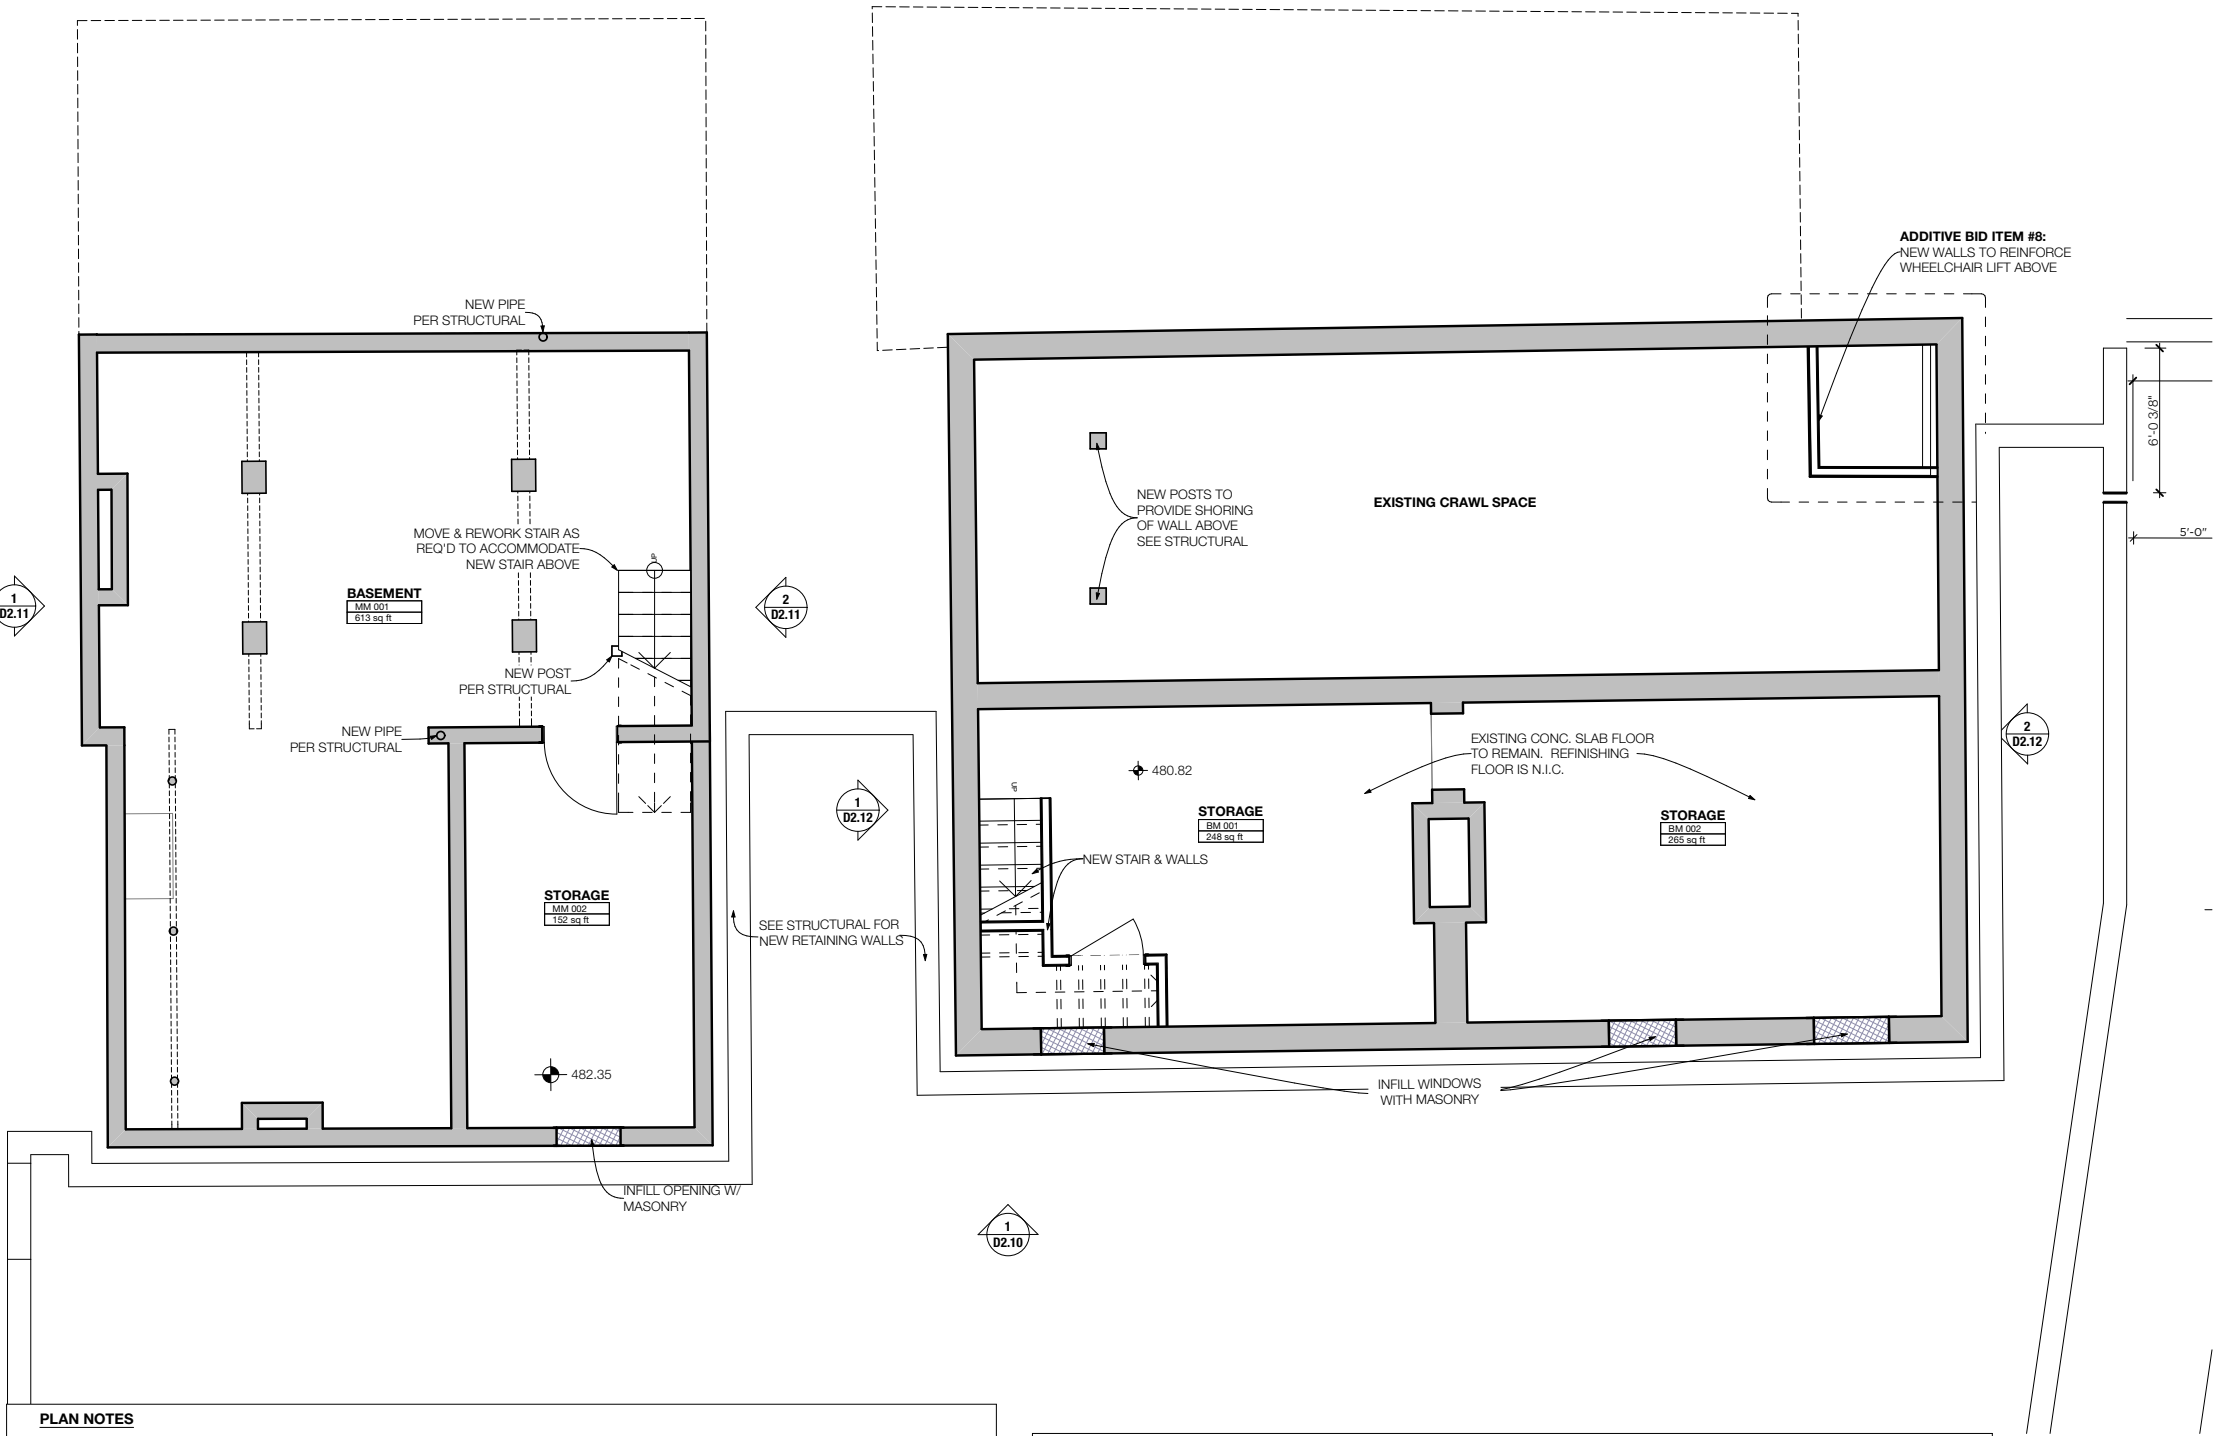 ADDITIVE BID ITEM #8:
NEW WALLS TO REINFORCE
WHEELCHAIR LIFT ABOVE
NEW PIPE
PER STRUCTURAL
6'-0 3/8"
5'-0"
NEW POSTS TO
PROVIDE SHORING
OF WALL ABOVE
SEE STRUCTURAL
EXISTING CRAWL SPACE
MOVE & REWORK STAIR AS
REQ'D TO ACCOMMODATE
NEW STAIR ABOVE
UP
BASEMENT
MM 001
613 sq ft
1
D2.11
2
D2.11
NEW POST
PER STRUCTURAL
NEW PIPE
PER STRUCTURAL
2
D2.12
EXISTING CONC. SLAB FLOOR
TO REMAIN. REFINISHING
FLOOR IS N.I.C.
480.82
UP
1
D2.12
STORAGE
BM 001
248 sq ft
STORAGE
BM 002
265 sq ft
NEW STAIR & WALLS
STORAGE
MM 002
152 sq ft
SEE STRUCTURAL FOR
NEW RETAINING WALLS
482.35
INFILL WINDOWS
WITH MASONRY
INFILL OPENING W/
MASONRY
1
D2.10
PLAN NOTES